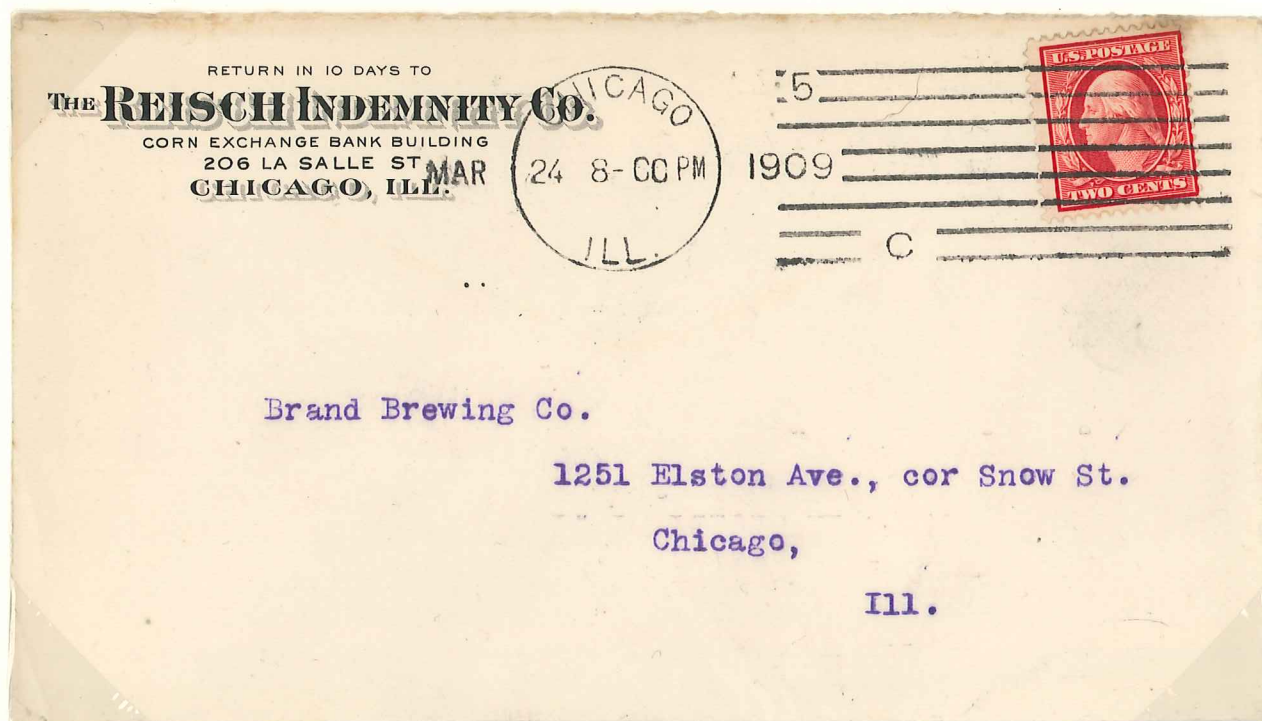 RETURN IN 10 DAYS TO
THE REISCH INDEMNITY CO.
CORN EXCHANGE BANK BUILDING
206 LA SALLE ST.
CHICAGO, ILL.
CHICAGO
MAR 24 8-00 PM 1909
ILL.
5
C
U.S. POSTAGE
TWO CENTS
Brand Brewing Co.
1251 Elston Ave., cor Snow St.
Chicago,
Ill.